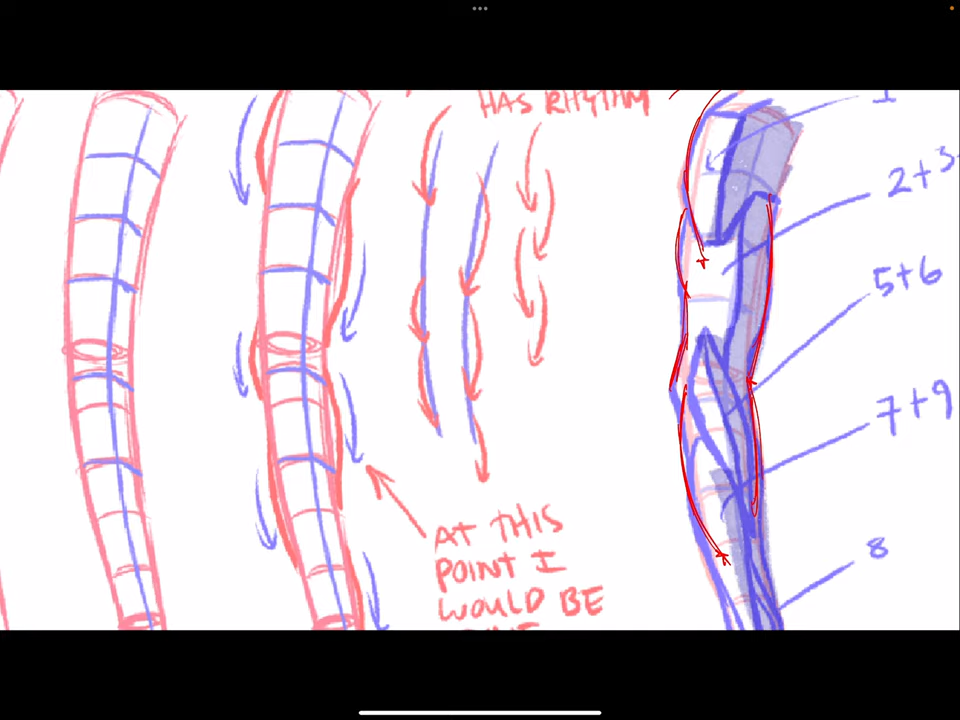 HAS RHYTHM
1
2+3
5+6
7+9
8
AT THIS
POINT I
WOULD BE